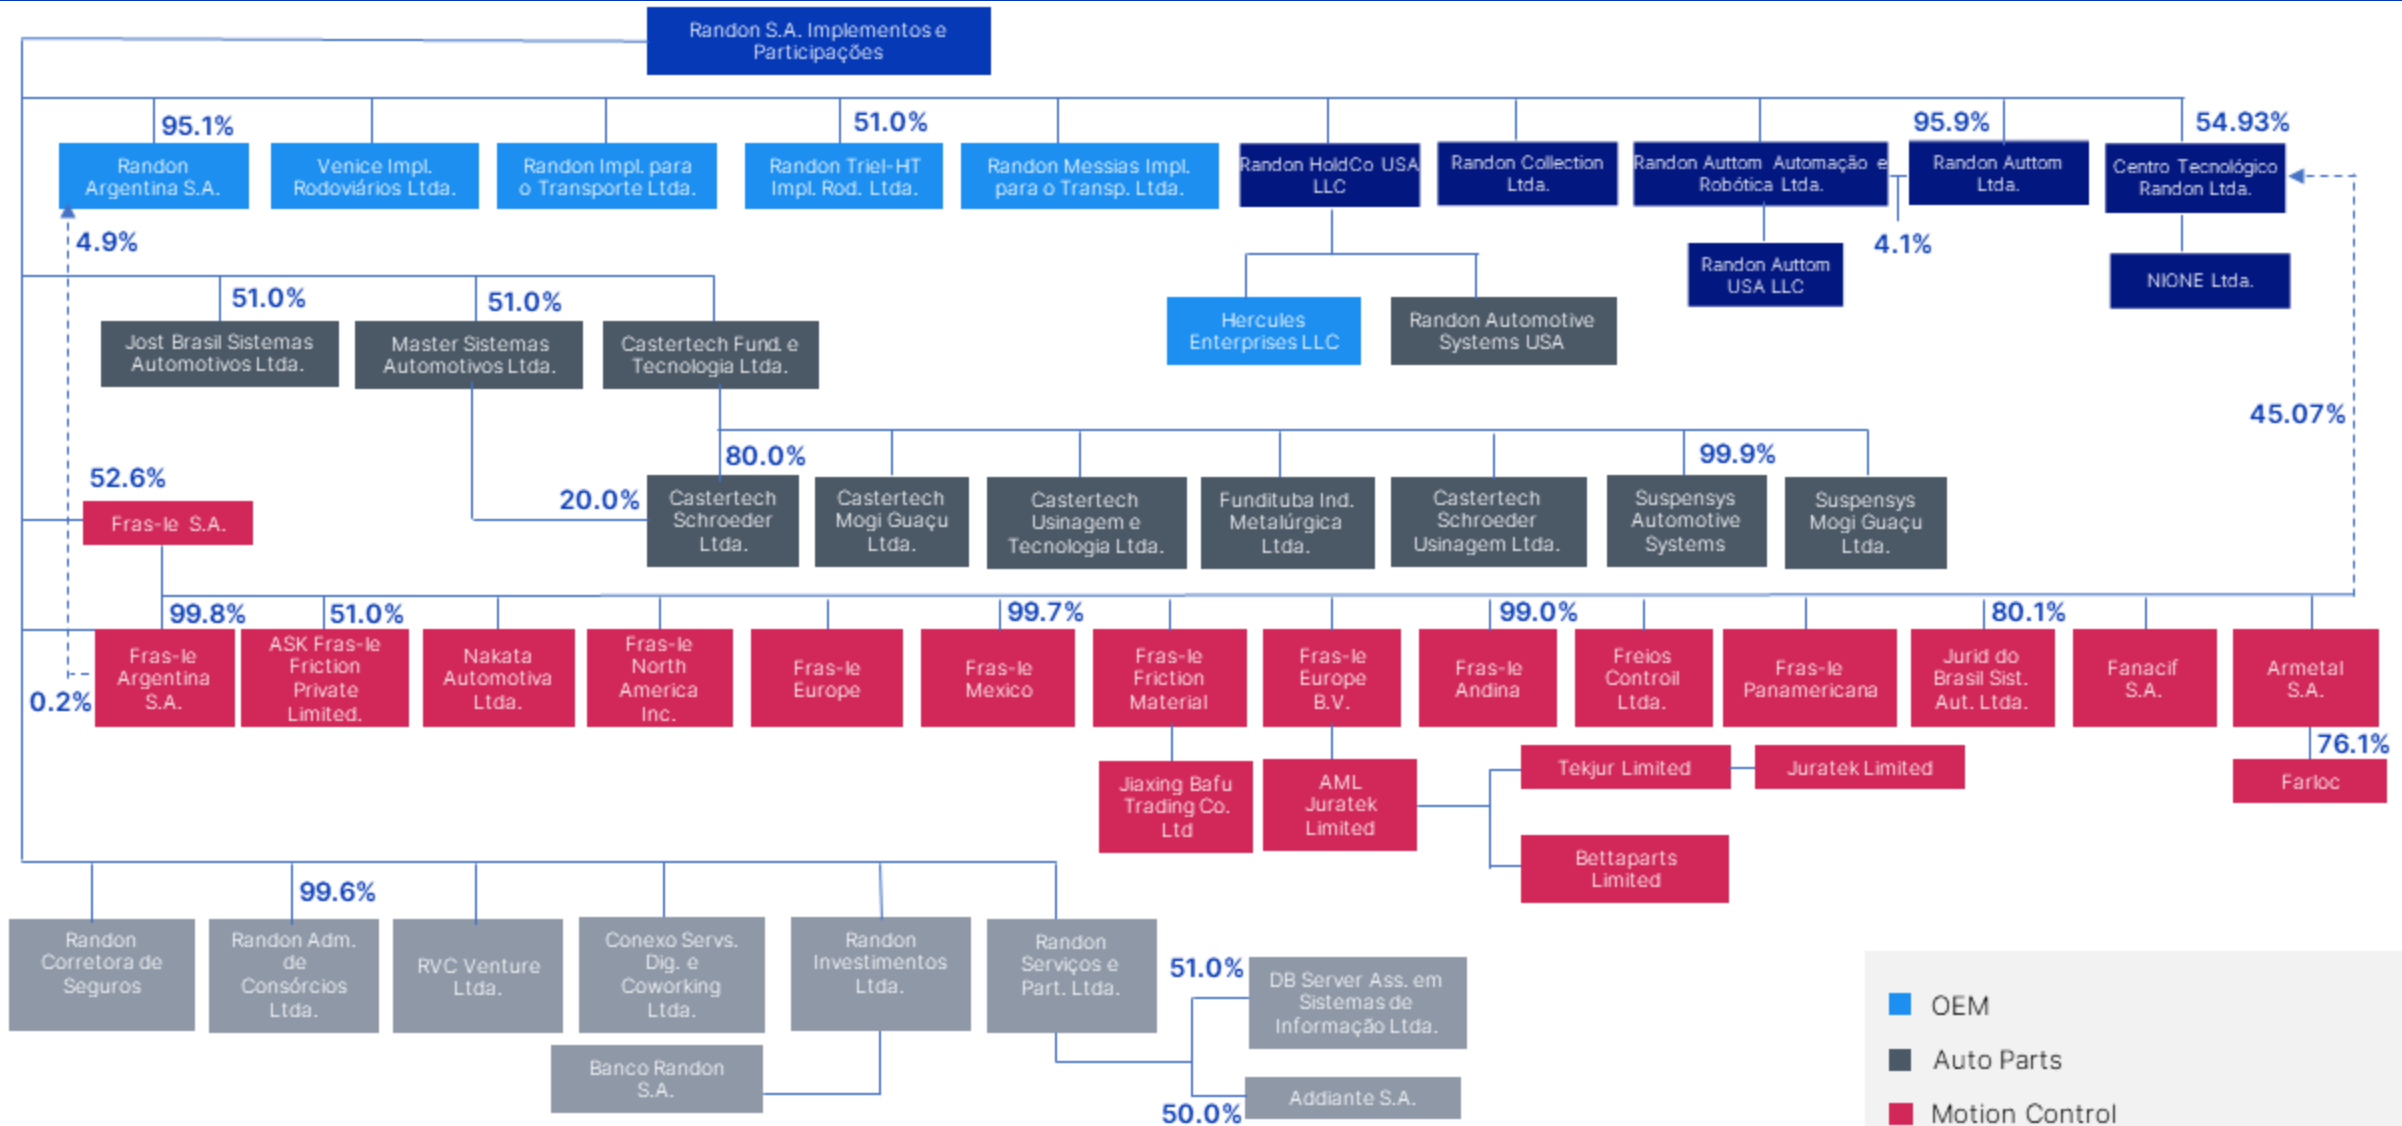 Randon S.A. Implementos e
Participações
95.1%
51.0%
95.9%
54.93%
Randon
Argentina S.A.
Venice Impl.
Rodoviários Ltda.
Randon Impl. para
o Transporte Ltda.
Randon Triel-HT
Impl. Rod. Ltda.
Randon Messias Impl.
para o Transp. Ltda.
Randon HoldCo USA
LLC
Randon Collection
Ltda.
Randon Auttom Automação e
Robótica Ltda.
Randon Auttom
Ltda.
Centro Tecnológico
Randon Ltda.
4.9%
4.1%
Randon Auttom
USA LLC
NIONE Ltda.
51.0%
51.0%
Jost Brasil Sistemas
Automotivos Ltda.
Master Sistemas
Automotivos Ltda.
Castertech Fund. e
Tecnologia Ltda.
Hercules
Enterprises LLC
Randon Automotive
Systems USA
45.07%
80.0%
99.9%
52.6%
20.0%
Fras-le S.A.
Castertech
Schroeder
Ltda.
Castertech
Mogi Guaçu
Ltda.
Castertech
Usinagem e
Tecnologia Ltda.
Fundituba Ind.
Metalúrgica
Ltda.
Castertech
Schroeder
Usinagem Ltda.
Suspensys
Automotive
Systems
Suspensys
Mogi Guaçu
Ltda.
99.8%
51.0%
99.7%
99.0%
80.1%
0.2%
Fras-le
Argentina
S.A.
ASK Fras-le
Friction
Private
Limited.
Nakata
Automotiva
Ltda.
Fras-le
North
America
Inc.
Fras-le
Europe
Fras-le
Mexico
Fras-le
Friction
Material
Fras-le
Europe
B.V.
Fras-le
Andina
Freios
Controil
Ltda.
Fras-le
Panamericana
Jurid do
Brasil Sist.
Aut. Ltda.
Fanacif
S.A.
Armetal
S.A.
76.1%
Jiaxing Bafu
Trading Co.
Ltd
AML
Juratek
Limited
Tekjur Limited
Juratek Limited
Farloc
Bettaparts
Limited
99.6%
Randon
Corretora de
Seguros
Randon Adm.
de
Consórcios
Ltda.
RVC Venture
Ltda.
Conexo Servs.
Dig. e
Coworking
Ltda.
Randon
Investimentos
Ltda.
Randon
Serviços e
Part. Ltda.
51.0%
DB Server Ass. em
Sistemas de
Informação Ltda.
Banco Randon
S.A.
50.0%
Addiante S.A.
OEM
Auto Parts
Motion Control